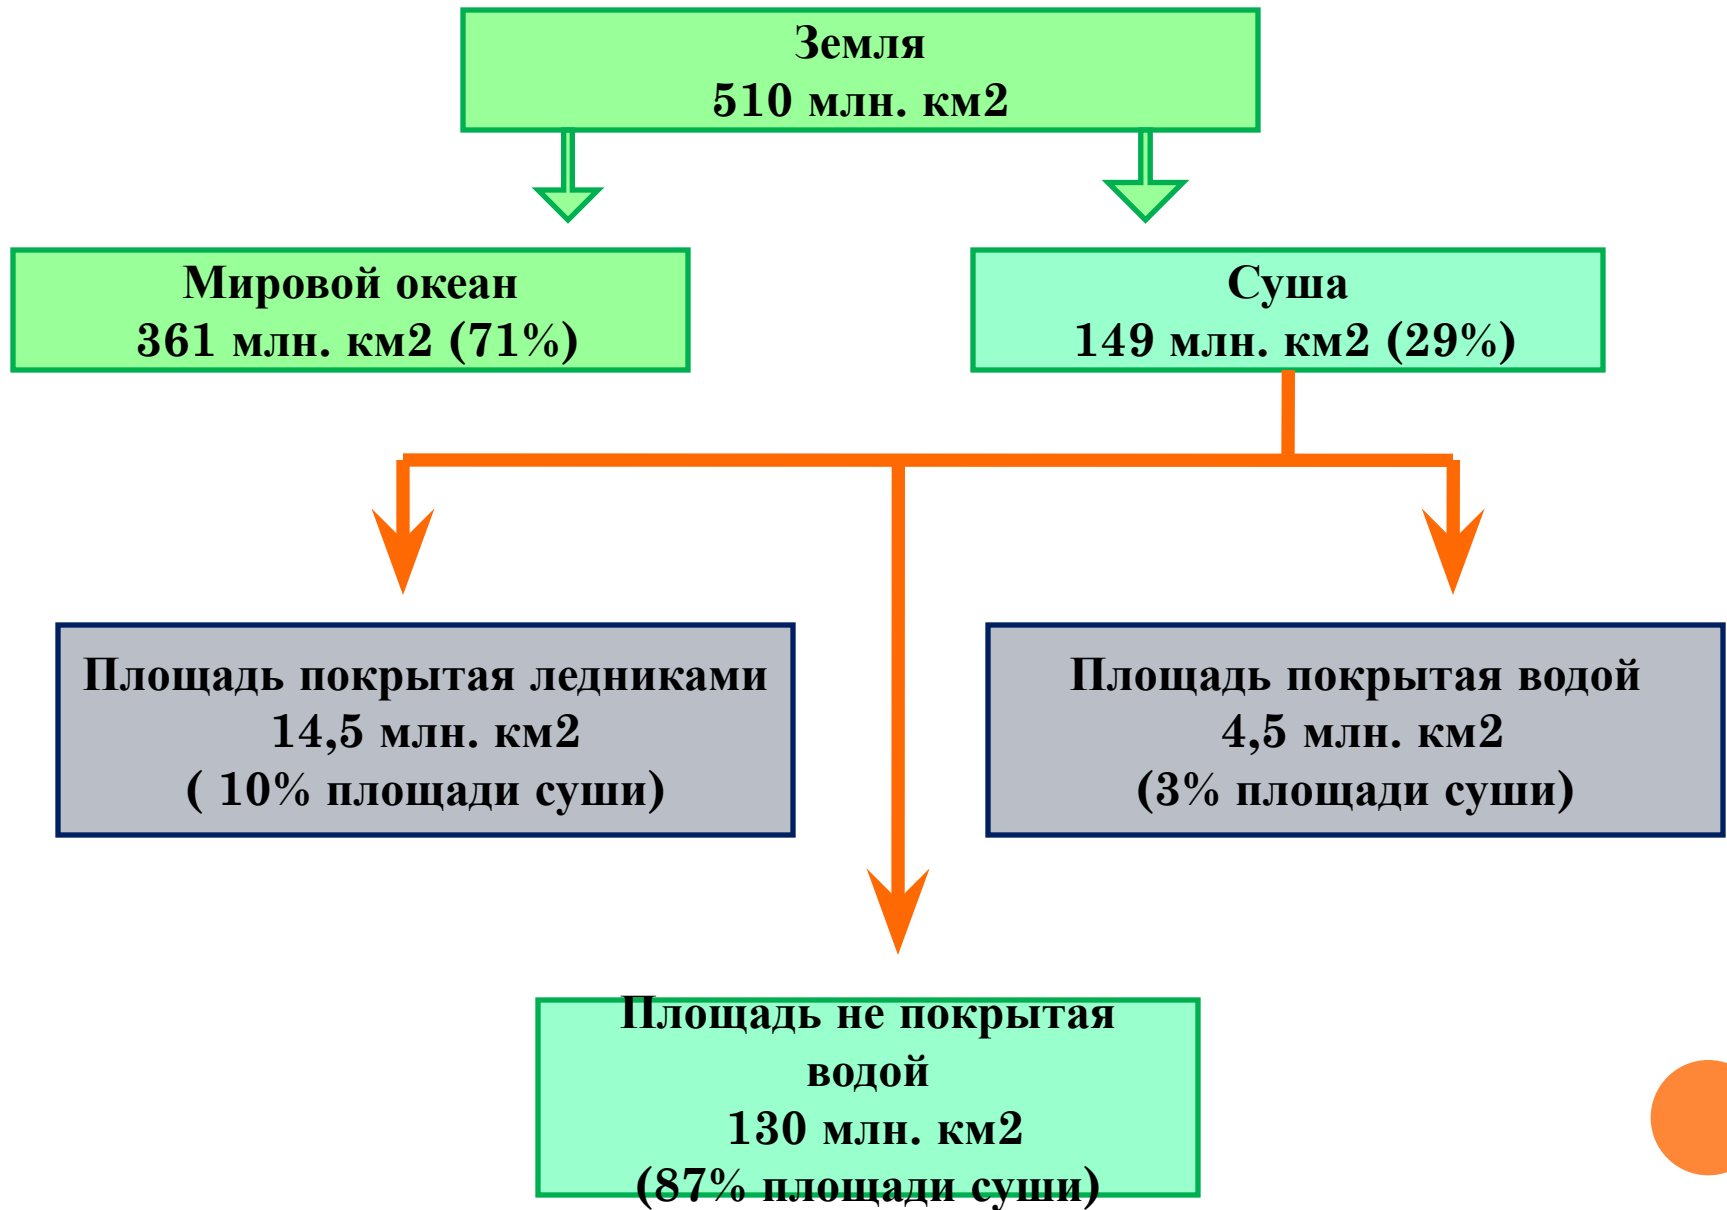 Земля
510 млн. км2
Мировой океан
361 млн. км2 (71%)
Суша
149 млн. км2 (29%)
Площадь покрытая ледниками
14,5 млн. км2
( 10% площади суши)
Площадь покрытая водой
4,5 млн. км2
(3% площади суши)
Площадь не покрытая
водой
130 млн. км2
(87% площади суши)